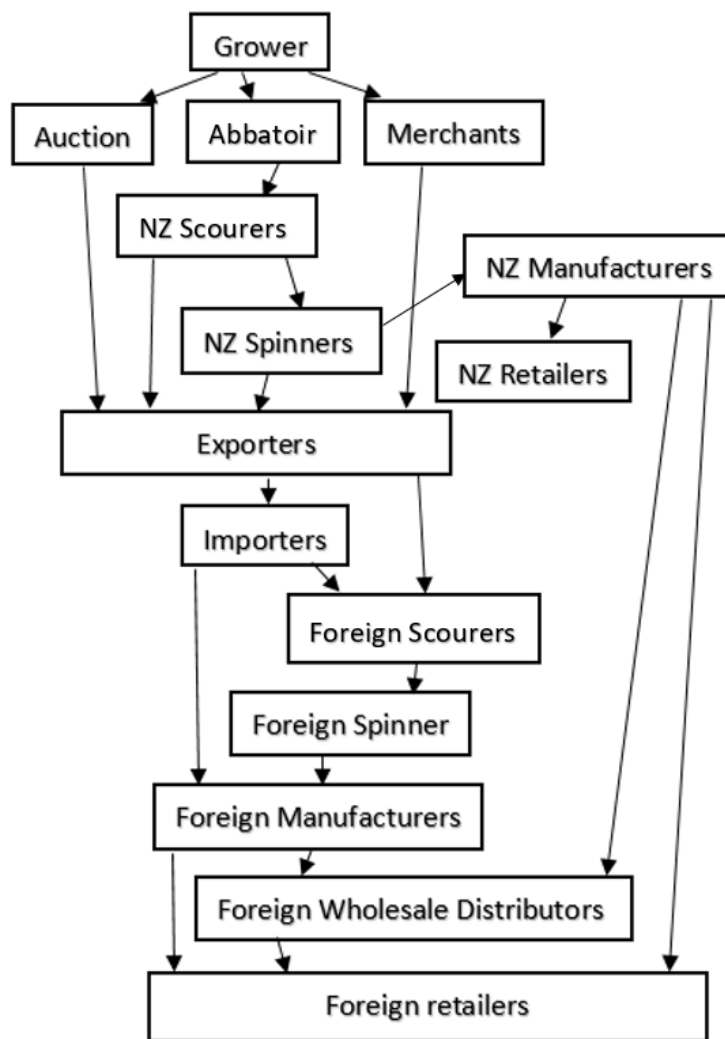 Grower
Auction
Abbatoir
Merchants
NZ Scourers
NZ Manufacturers
NZ Spinners
NZ Retailers
Exporters
Importers
Foreign Scourers
Foreign Spinner
Foreign Manufacturers
Foreign Wholesale Distributors
Foreign retailers